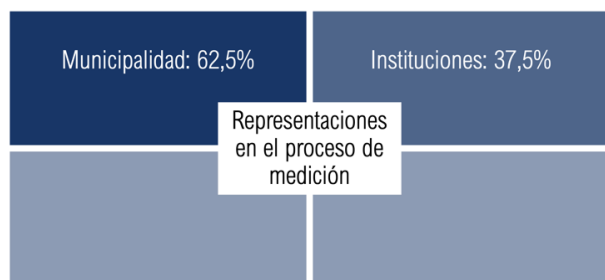 Municipalidad: 62,5%
Instituciones: 37,5%
Representaciones
en el proceso de
medición